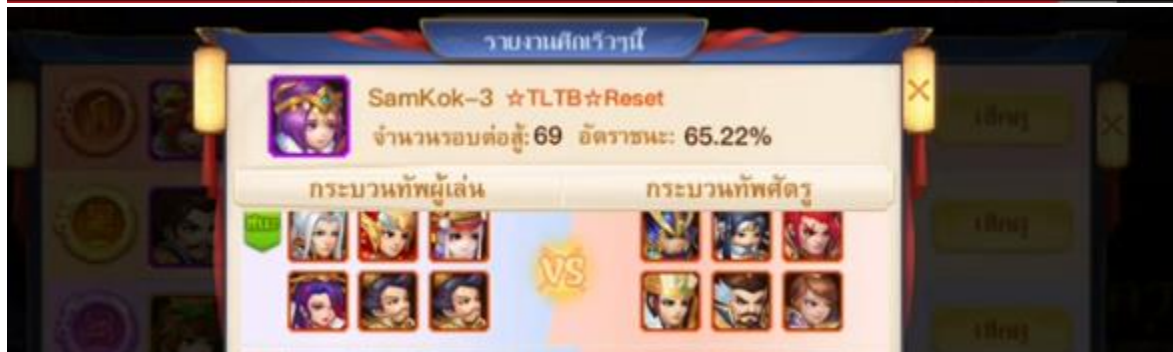 รายงานศึกเร็วๆนี้
SamKok-3 ☆TLTB☆Reset
จำนวนรอบต่อสู้: 69 อัตราชนะ: 65.22%
กระบวนทัพผู้เล่น กระบวนทัพศัตรู
ชนะ
VS